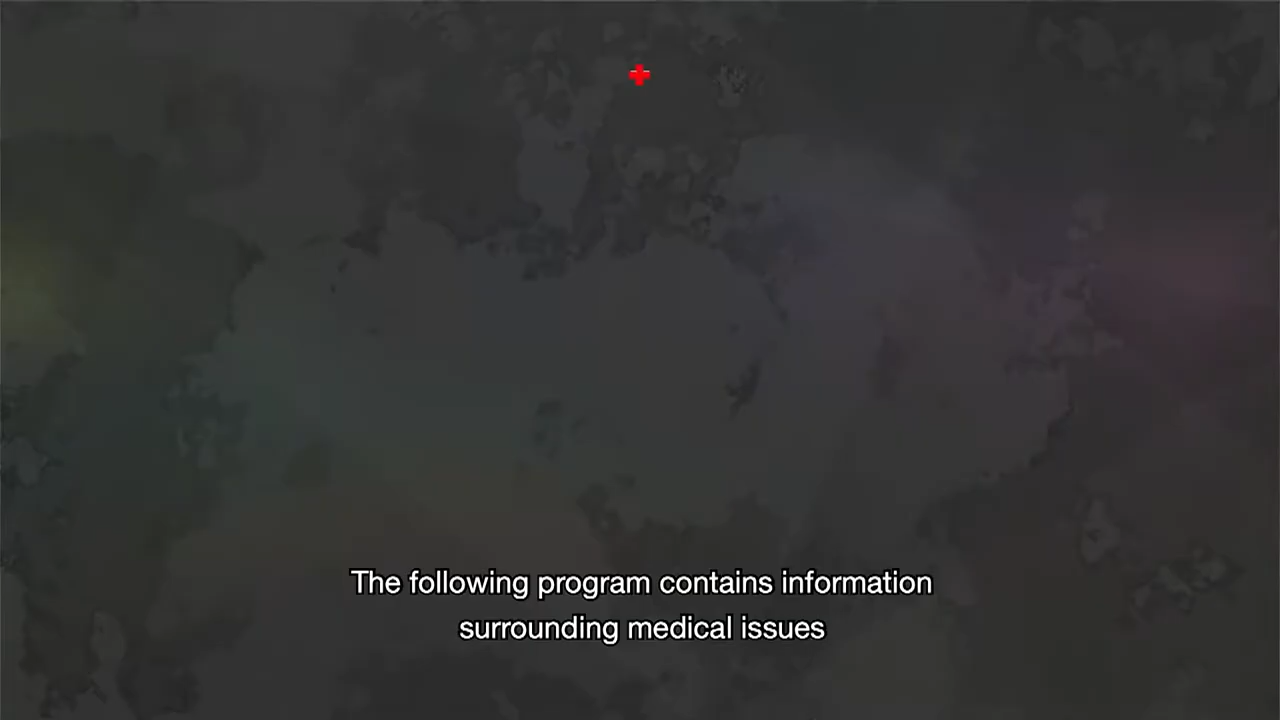 The following program contains information
surrounding medical issues